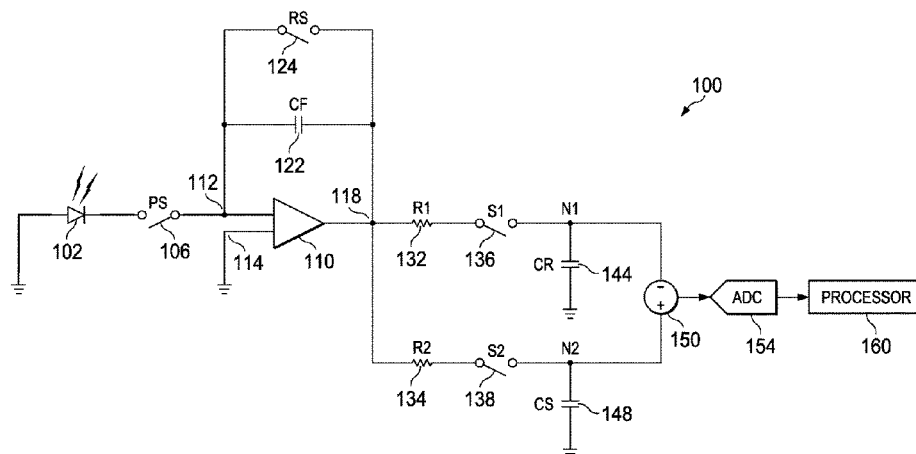 RS
124
100
CF
122
112
PS
118
R1
S1
N1
102
106
114
110
132
136
CR
144
-
+
150
ADC
154
PROCESSOR
160
R2
S2
N2
134
138
CS
148